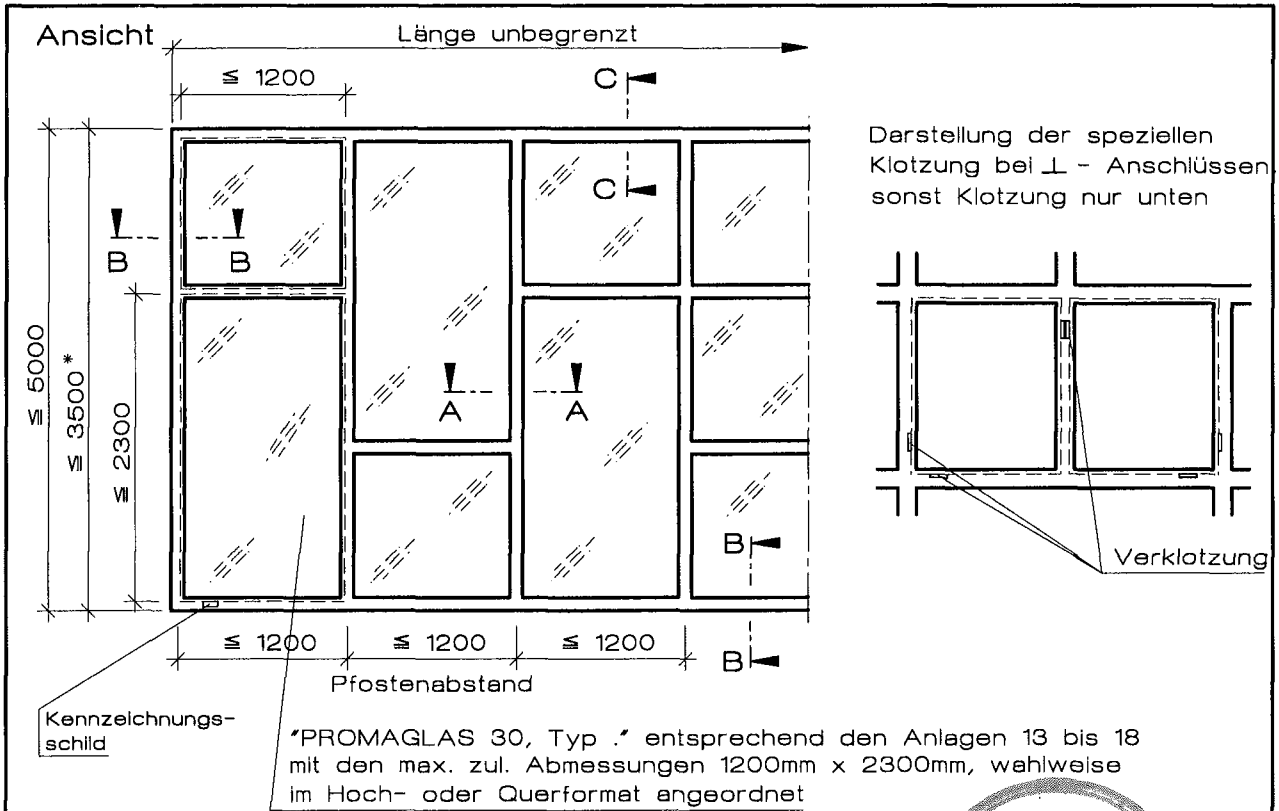 Ansicht
Länge unbegrenzt
≦ 1200
C
C
Darstellung der speziellen
Klotzung bei ⊥ - Anschlüssen
sonst Klotzung nur unten
B
B
≦ 5000
≦ 3500*
≦ 2300
A
A
B
Verklotzung
≦ 1200
≦ 1200
≦ 1200
B
Pfostenabstand
Kennzeichnungs-
schild
"PROMAGLAS 30, Typ ." entsprechend den Anlagen 13 bis 18
mit den max. zul. Abmessungen 1200mm x 2300mm, wahlweise
im Hoch- oder Querformat angeordnet